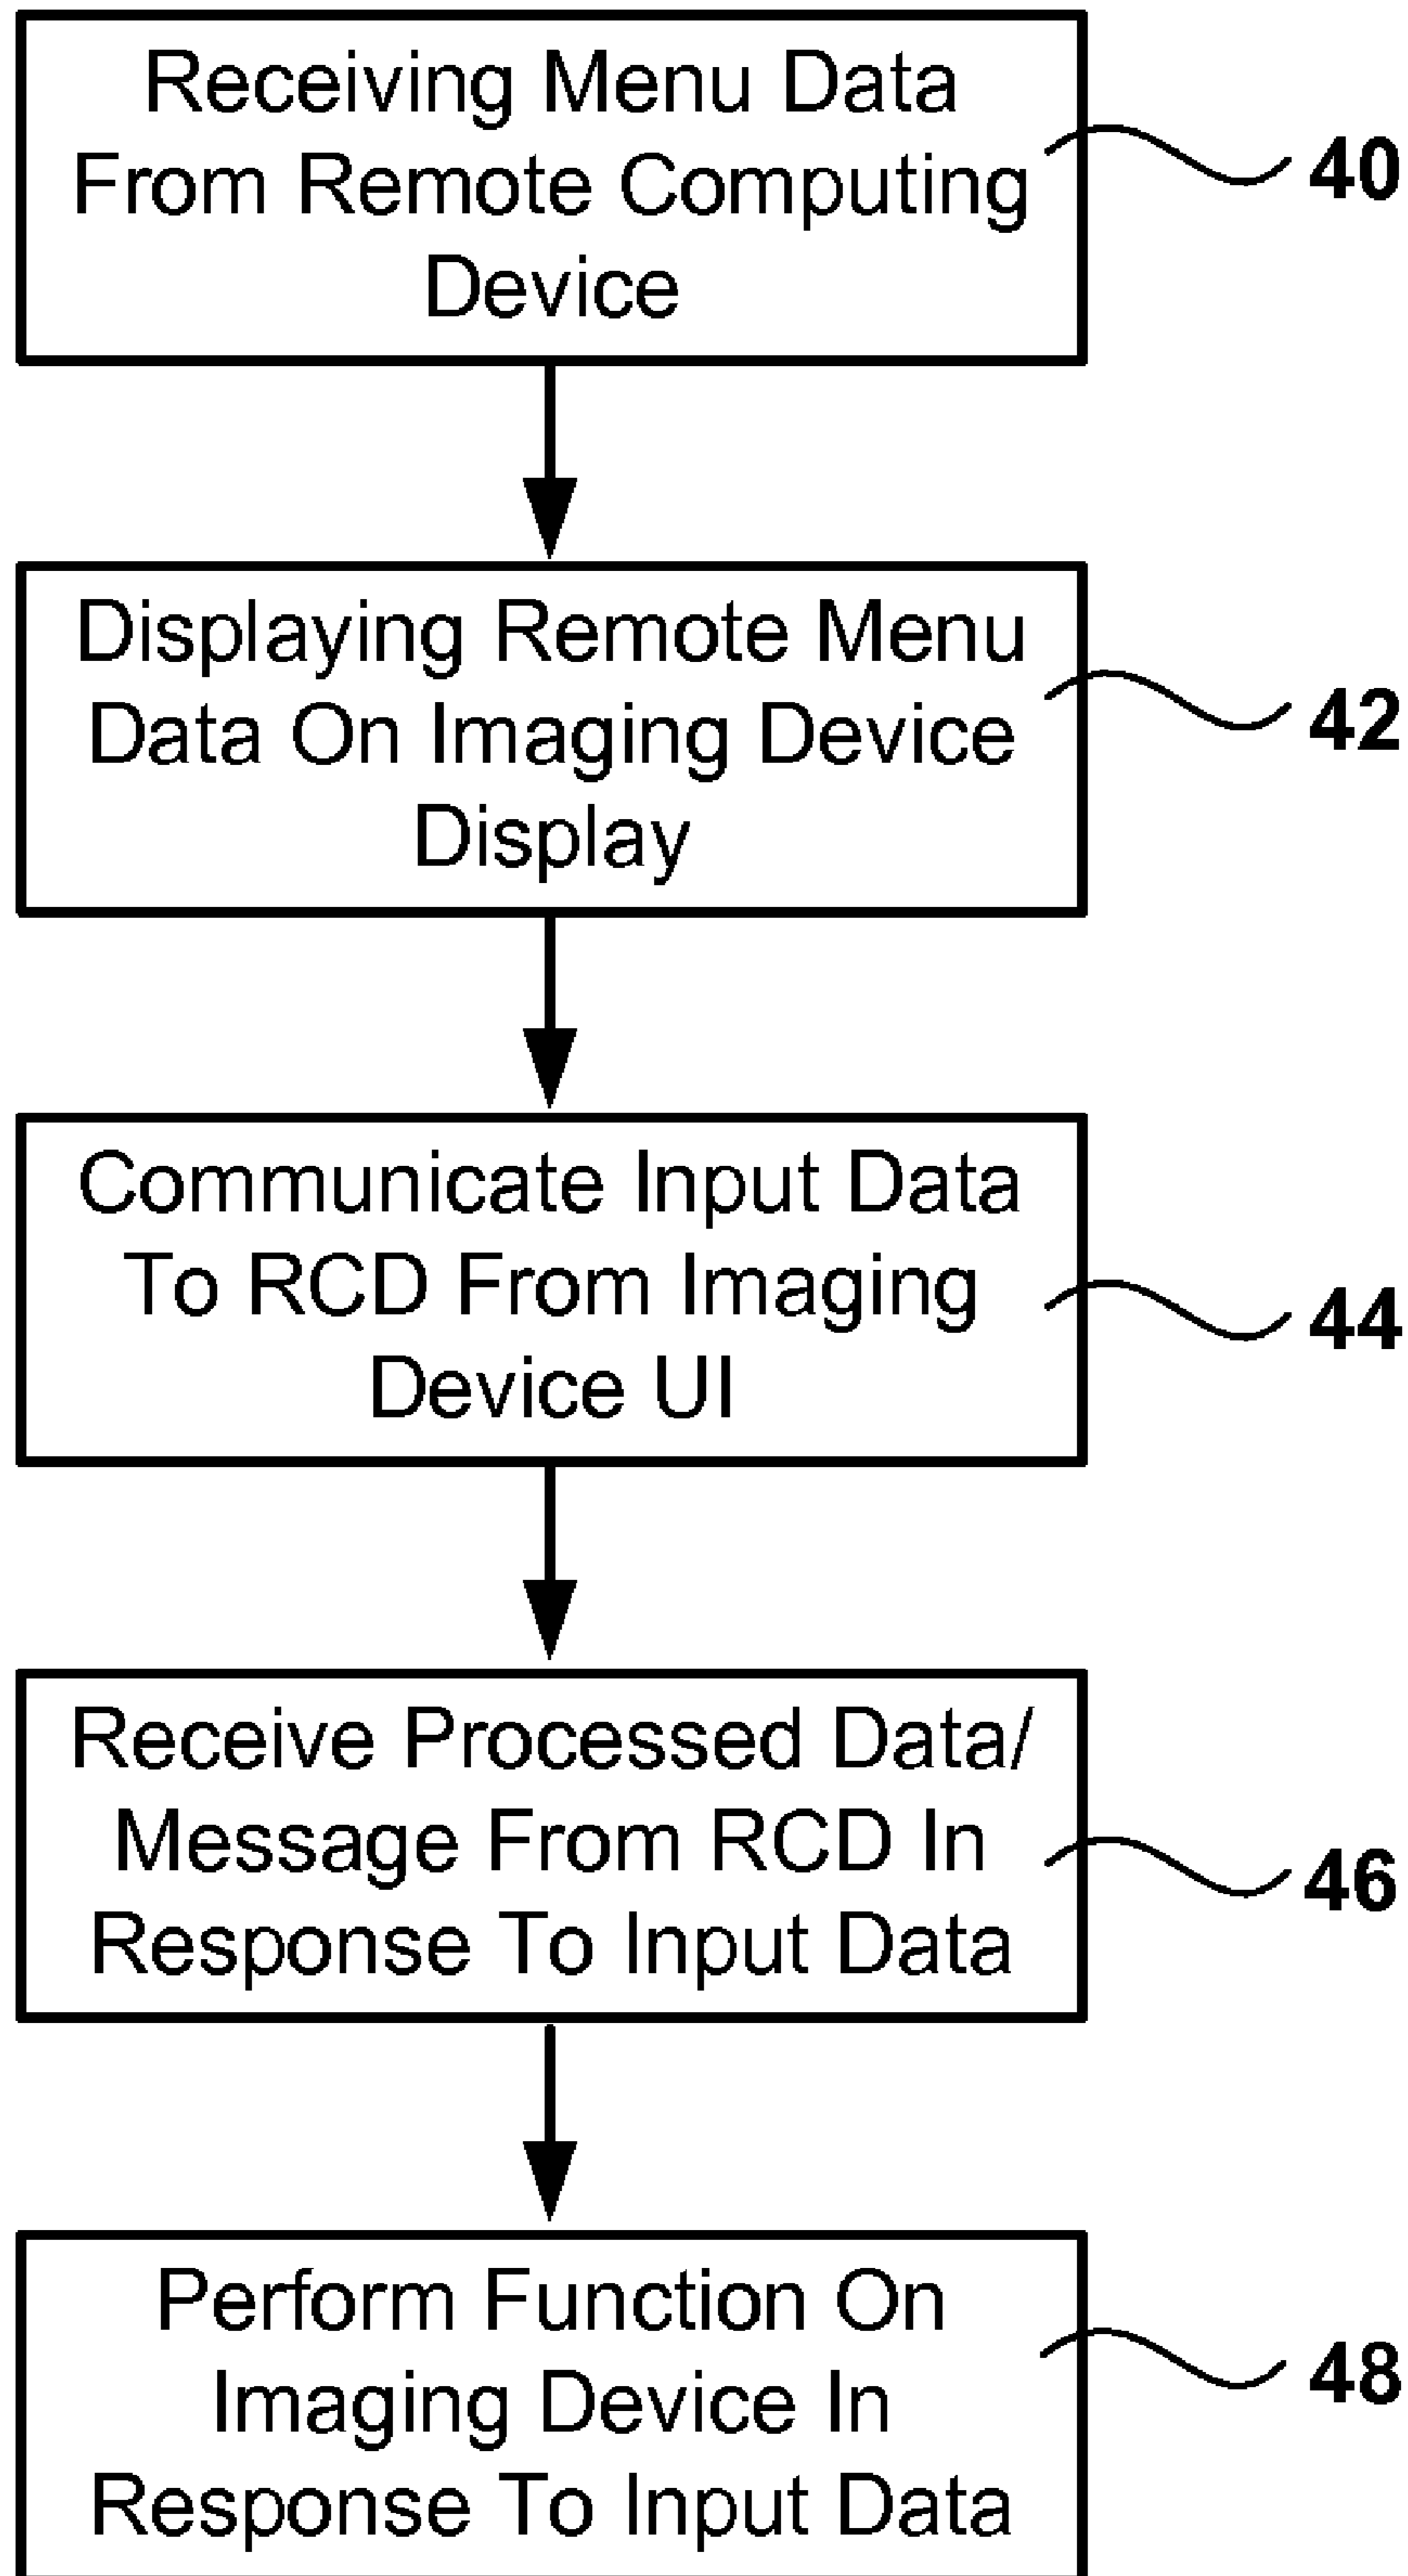 Receiving Menu Data
From Remote Computing
Device
40
Displaying Remote Menu
Data On Imaging Device
Display
42
Communicate Input Data
To RCD From Imaging
Device UI
44
Receive Processed Data/
Message From RCD In
Response To Input Data
46
Perform Function On
Imaging Device In
Response To Input Data
48